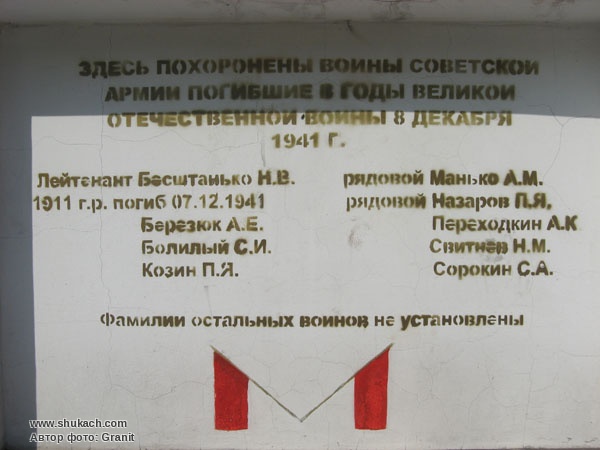 ЗДЕСЬ ПОХОРОНЕНЫ ВОИНЫ СОВЕТСКОЙ
АРМИИ ПОГИБШИЕ В ГОДЫ ВЕЛИКОЙ
ОТЕЧЕСТВЕННОЙ ВОЙНЫ 8 ДЕКАБРЯ
1941 Г.
Лейтенант Бесштанько Н.В.
1911 г.р. погиб 07.12.1941
Березюк А.Е.
Болилый С.И.
Козин П.Я.
рядовой Манько А.М.
рядовой Назаров П.Я.
Переходкин А.К
Свитнев Н.М.
Сорокин С.А.
Фамилии остальных воинов не установлены
www.shukach.com
Автор фото: Granit